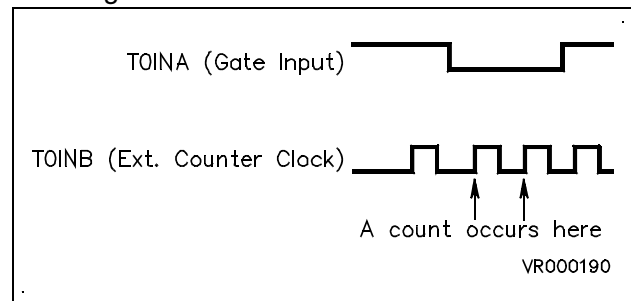 T0INA (Gate Input)
T0INB (Ext. Counter Clock)
A count occurs here
VR000190